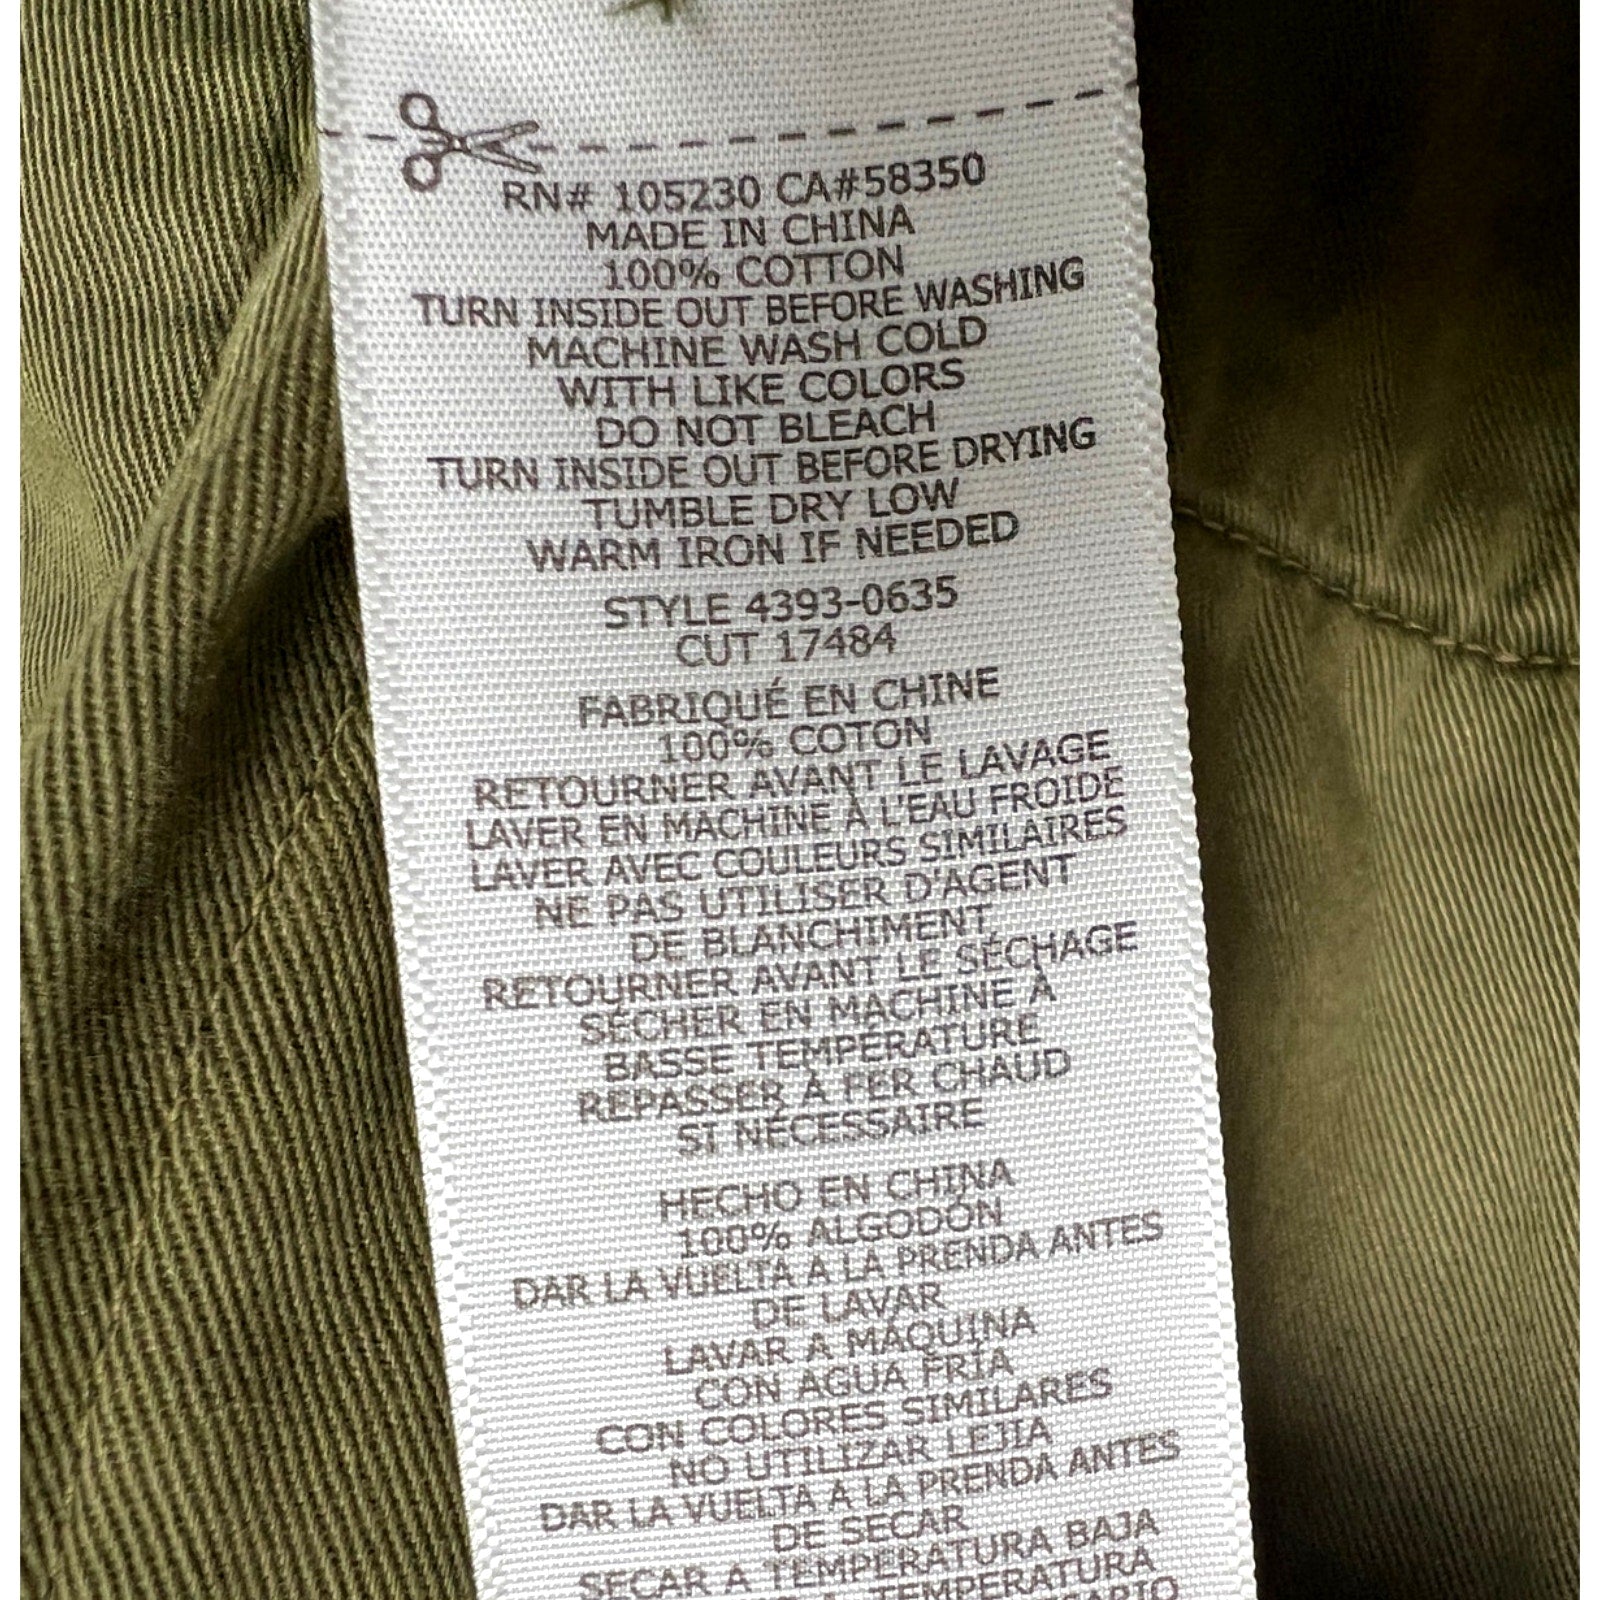 RN# 105230 CA#58350
MADE IN CHINA
100% COTTON
TURN INSIDE OUT BEFORE WASHING
MACHINE WASH COLD
WITH LIKE COLORS
DO NOT BLEACH
TURN INSIDE OUT BEFORE DRYING
TUMBLE DRY LOW
WARM IRON IF NEEDED
STYLE 4393-0635
CUT 17484
FABRIQUÉ EN CHINE
100% COTON
RETOURNER AVANT LE LAVAGE
LAVER EN MACHINE À L'EAU FROIDE
LAVER AVEC COULEURS SIMILAIRES
NE PAS UTILISER D'AGENT
DE BLANCHIMENT
RETOURNER AVANT LE SÉCHAGE
SÉCHER EN MACHINE À
BASSE TEMPÉRATURE
REPASSER À FER CHAUD
SI NÉCESSAIRE
HECHO EN CHINA
100% ALGODÓN
DAR LA VUELTA A LA PRENDA ANTES
DE LAVAR
LAVAR A MÁQUINA
CON AGUA FRÍA
CON COLORES SIMILARES
NO UTILIZAR LEJIA
DAR LA VUELTA A LA PRENDA ANTES
DE SECAR
SECAR A TEMPERATURA BAJA
TEMPERATURA